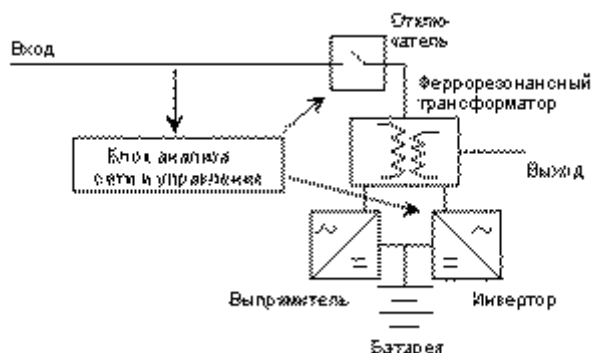 Отклю-
чатель
Вход
Феррорезонансный
трансформатор
Блок анализа
сети и управления
Выход
Выпрямитель
Инвертор
Батарея